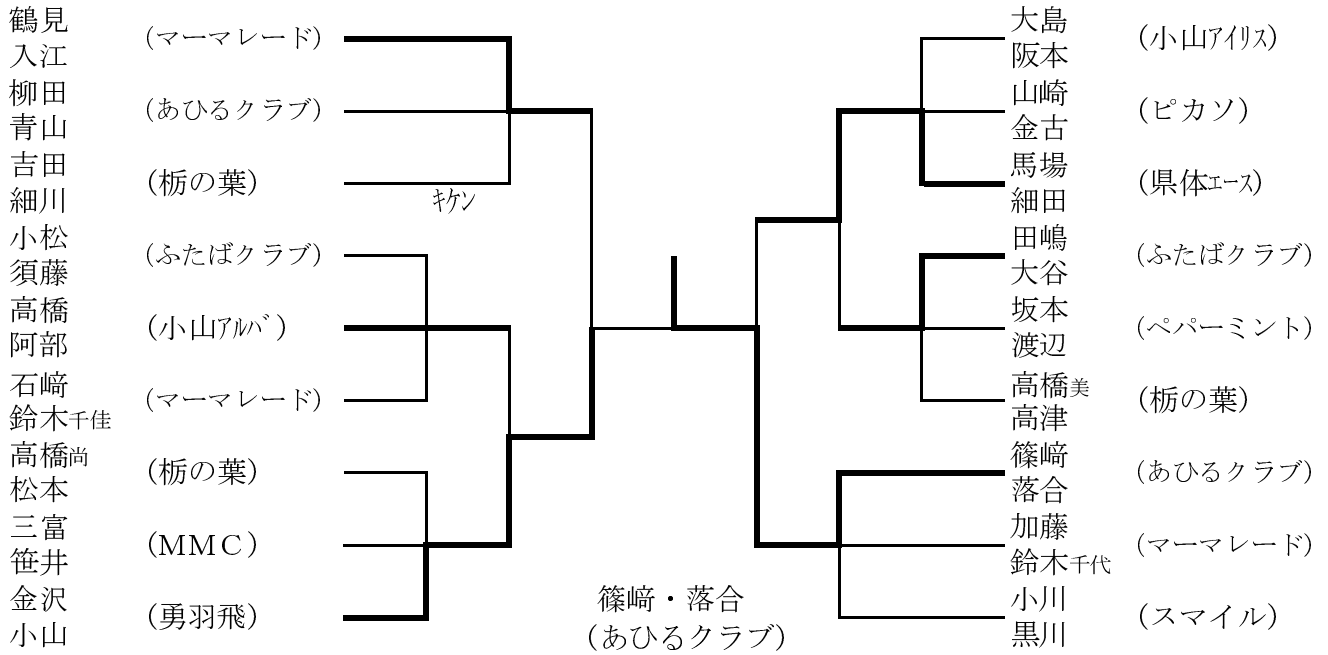 鶴見
入江
(マーマレード)
柳田
青山
(あひるクラブ)
吉田
細川
(栃の葉)
キケン
小松
須藤
(ふたばクラブ)
高橋
阿部
(小山アルバ)
石﨑
鈴木千佳
(マーマレード)
高橋尚
松本
(栃の葉)
三富
笹井
(MMC)
金沢
小山
(勇羽飛)
大島
阪本
(小山アイリス)
山崎
金古
(ピカソ)
馬場
細田
(県体エース)
田嶋
大谷
(ふたばクラブ)
坂本
渡辺
(ペパーミント)
高橋美
高津
(栃の葉)
篠﨑
落合
(あひるクラブ)
加藤
鈴木千代
(マーマレード)
小川
黒川
(スマイル)
篠﨑・落合
(あひるクラブ)